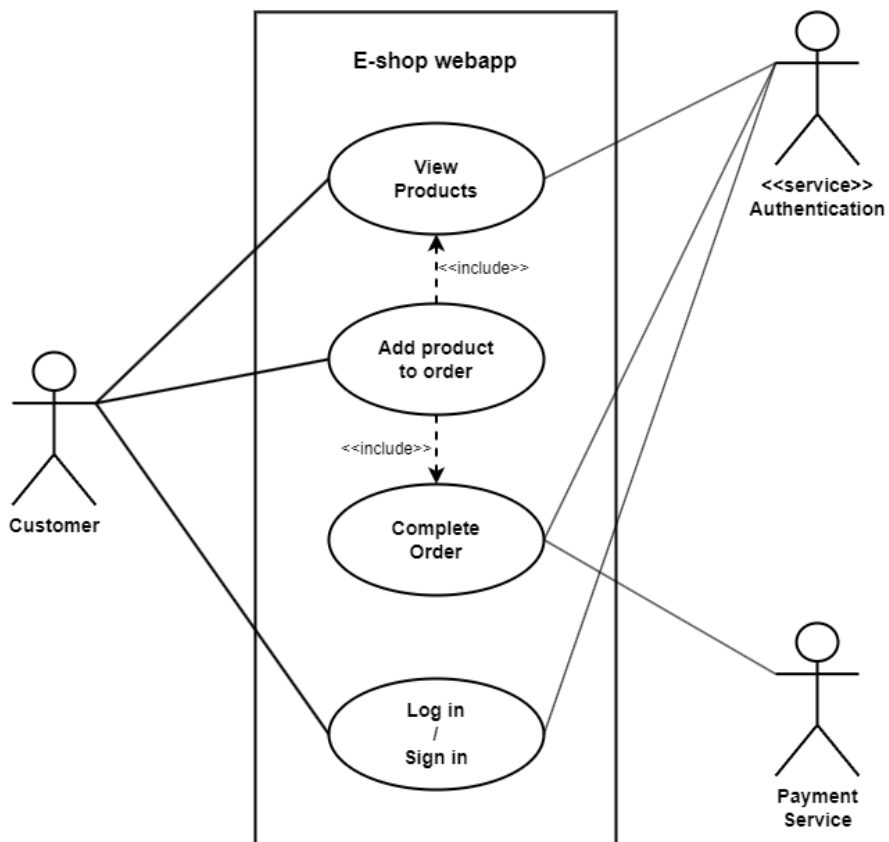 E-shop webapp
View
Products
<<service>>
Authentication
<<include>>
Add product
to order
<<include>>
Customer
Complete
Order
Log in
/
Sign in
Payment
Service